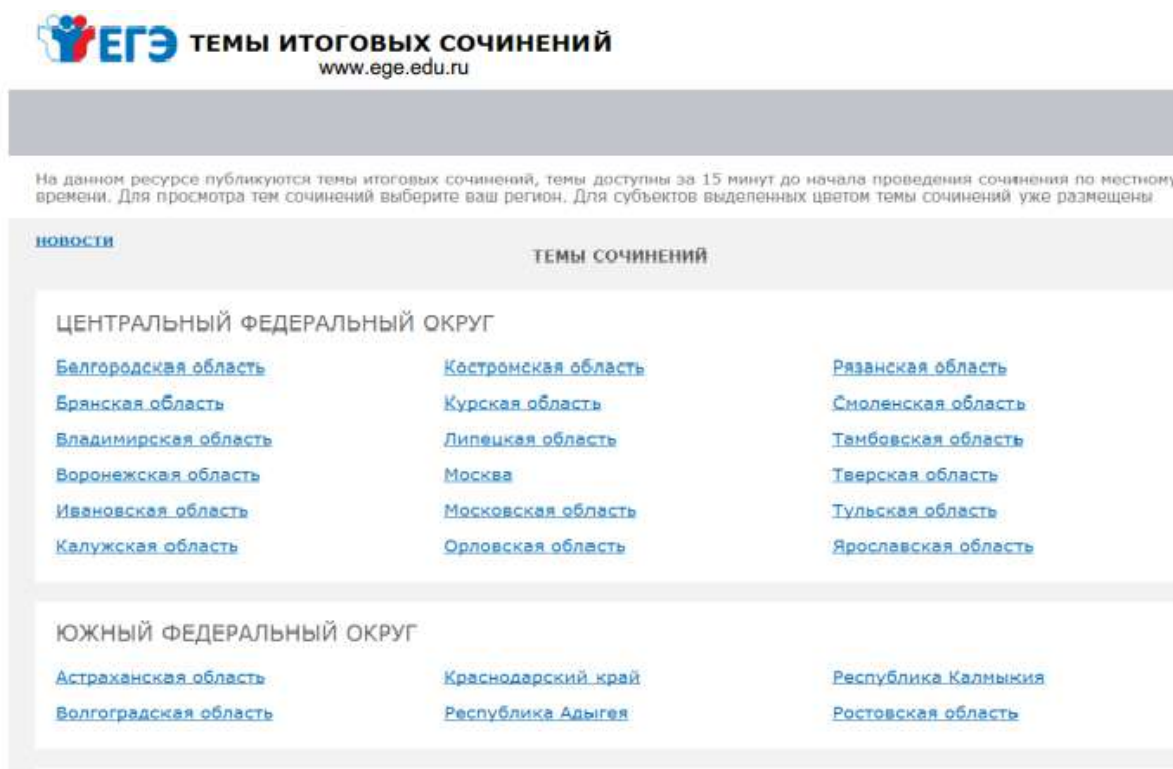 ЕГЭ ТЕМЫ ИТОГОВЫХ СОЧИНЕНИЙ
www.ege.edu.ru
На данном ресурсе публикуются темы итоговых сочинений, темы доступны за 15 минут до начала проведения сочинения по местному
времени. Для просмотра тем сочинений выберите ваш регион. Для субъектов выделенных цветом темы сочинений уже размещены
НОВОСТИ
ТЕМЫ СОЧИНЕНИЙ
ЦЕНТРАЛЬНЫЙ ФЕДЕРАЛЬНЫЙ ОКРУГ
Белгородская область Костромская область Рязанская область
Брянская область Курская область Смоленская область
Владимирская область Липецкая область Тамбовская область
Воронежская область Москва Тверская область
Ивановская область Московская область Тульская область
Калужская область Орловская область Ярославская область
ЮЖНЫЙ ФЕДЕРАЛЬНЫЙ ОКРУГ
Астраханская область Краснодарский край Республика Калмыкия
Волгоградская область Республика Адыгея Ростовская область